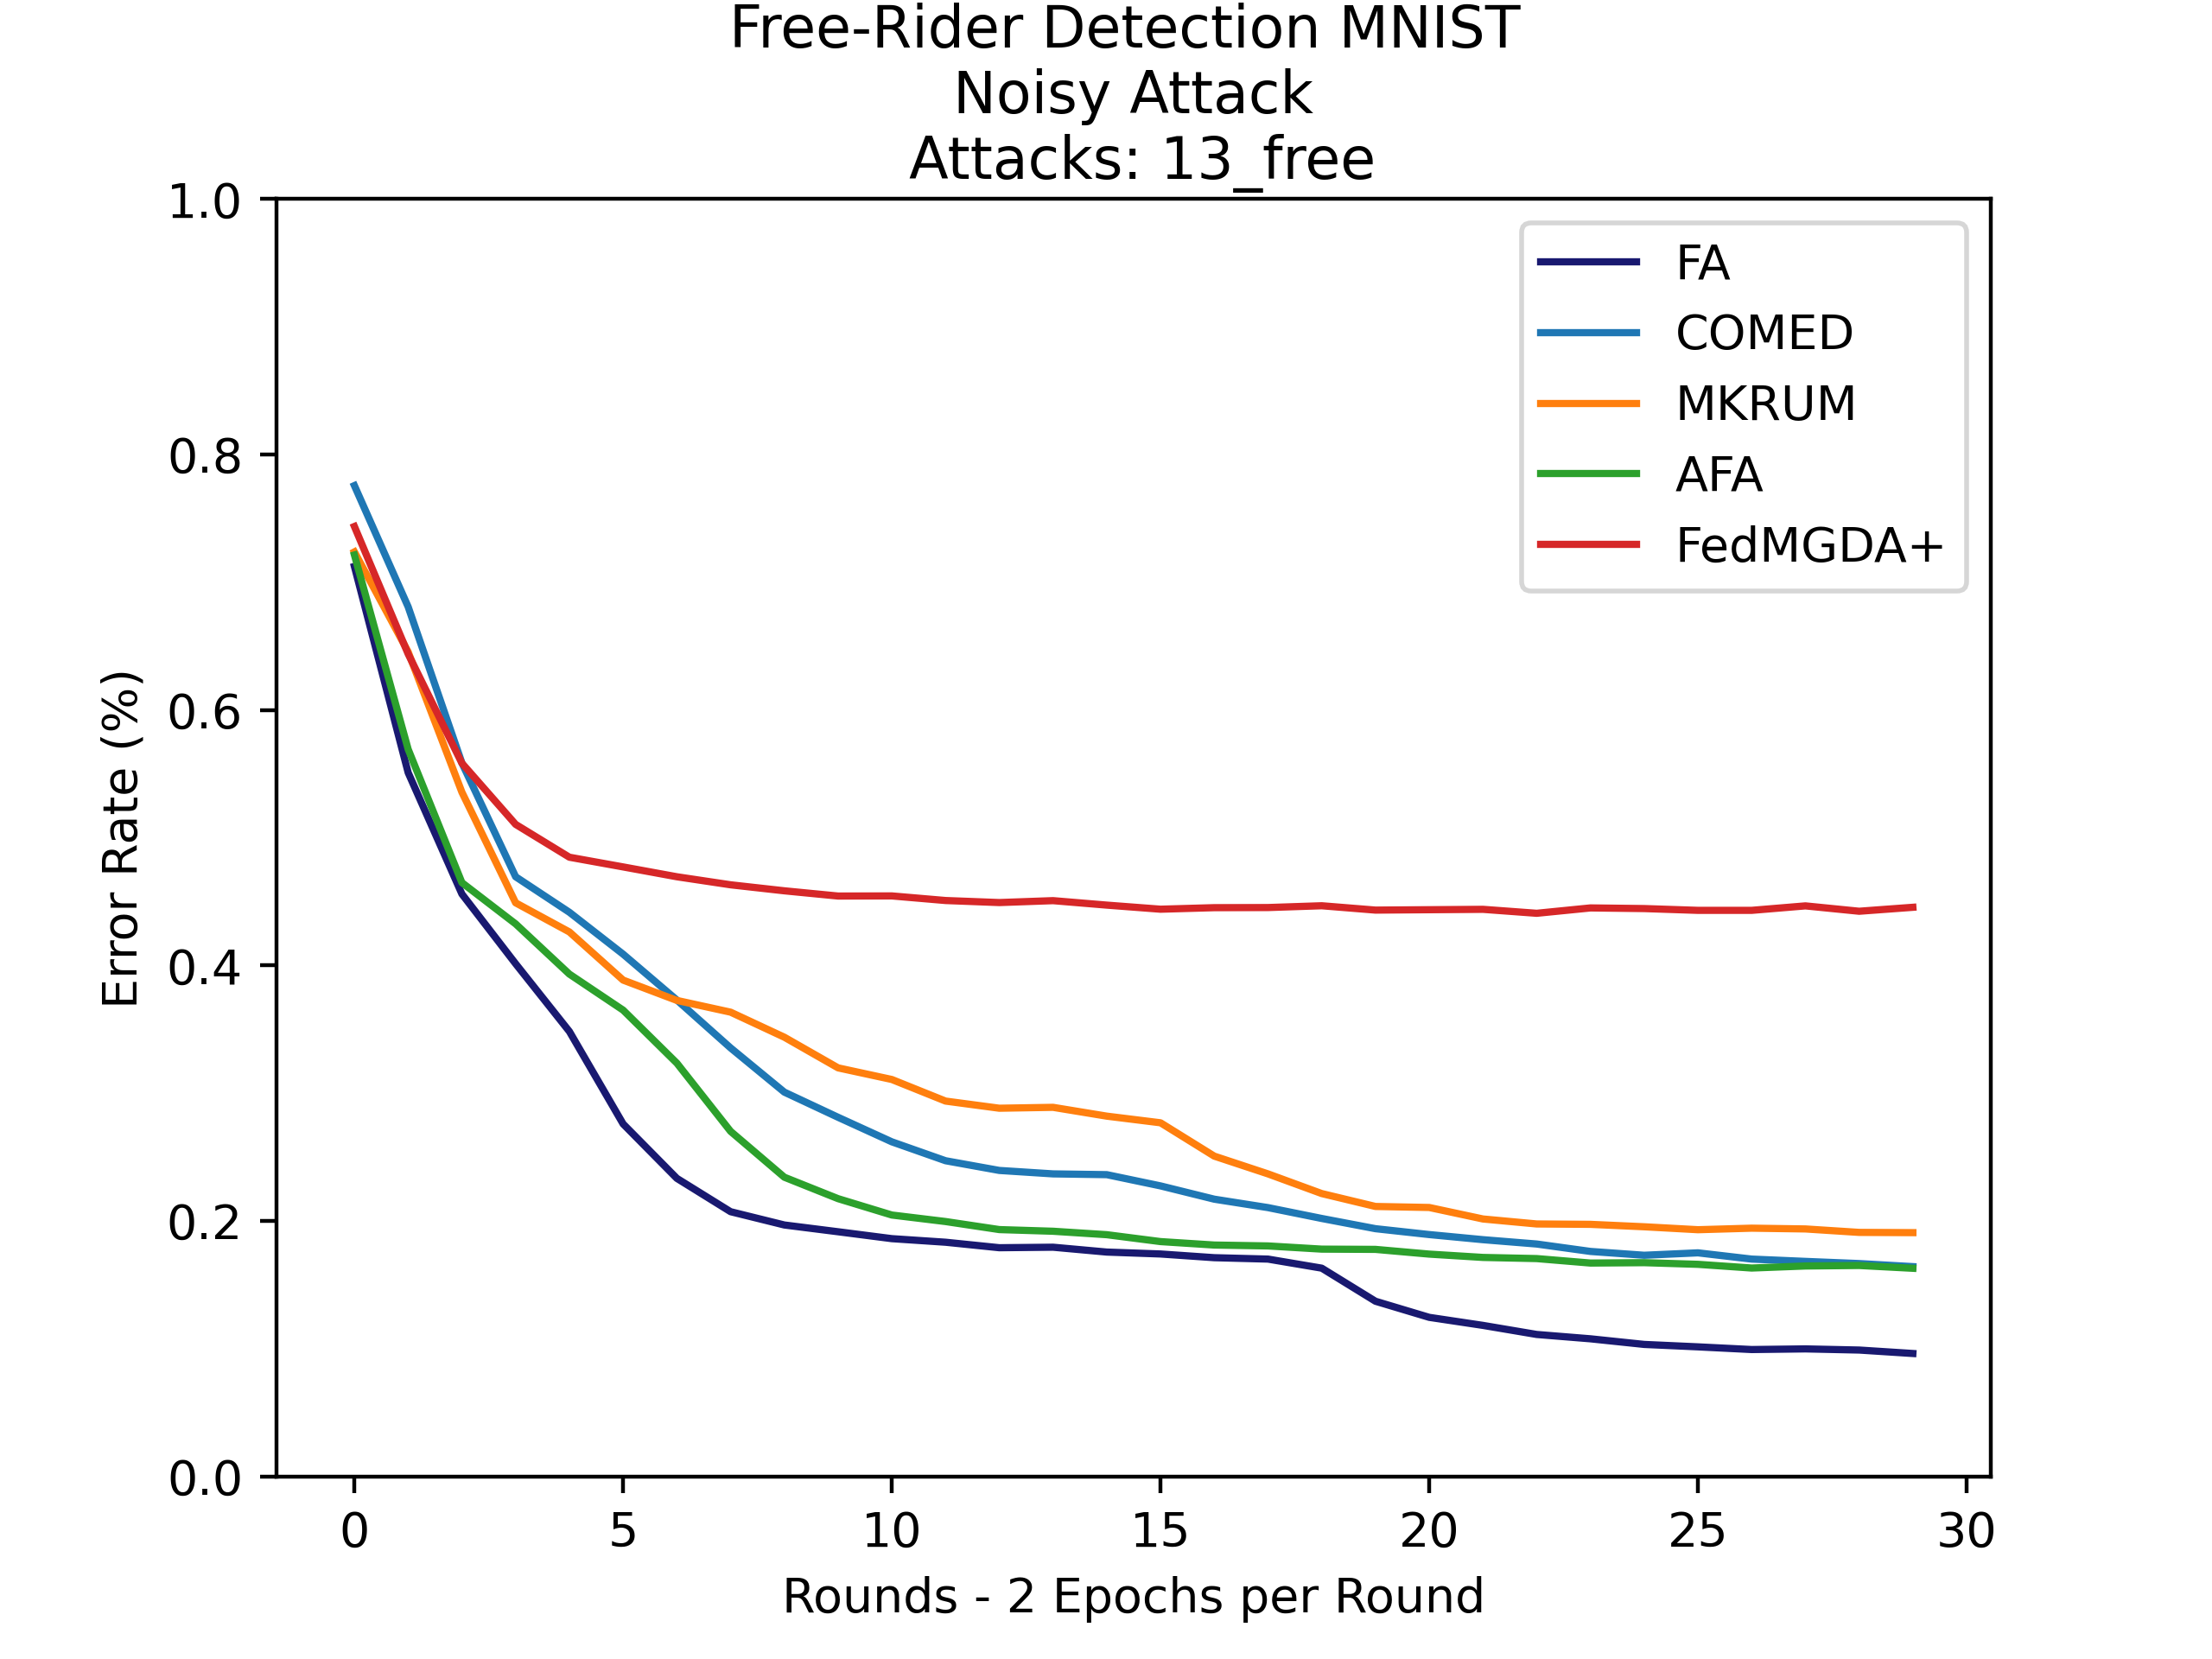 Free-Rider Detection MNIST
Noisy Attack
Attacks: 13_free
1.0
0.8
0.6
0.4
0.2
0.0
Error Rate (%)
FA
COMED
MKRUM
AFA
FedMGDA+
0 5 10 15 20 25 30
Rounds - 2 Epochs per Round